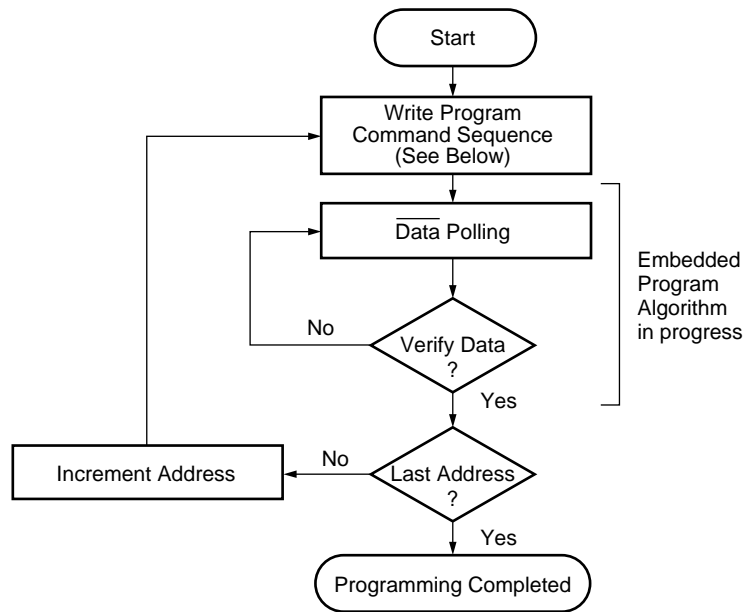 Start
Write Program
Command Sequence
(See Below)
Data Polling
Embedded
Program
Algorithm
in progress
No
Verify Data
?
Yes
Increment Address
No
Last Address
?
Yes
Programming Completed